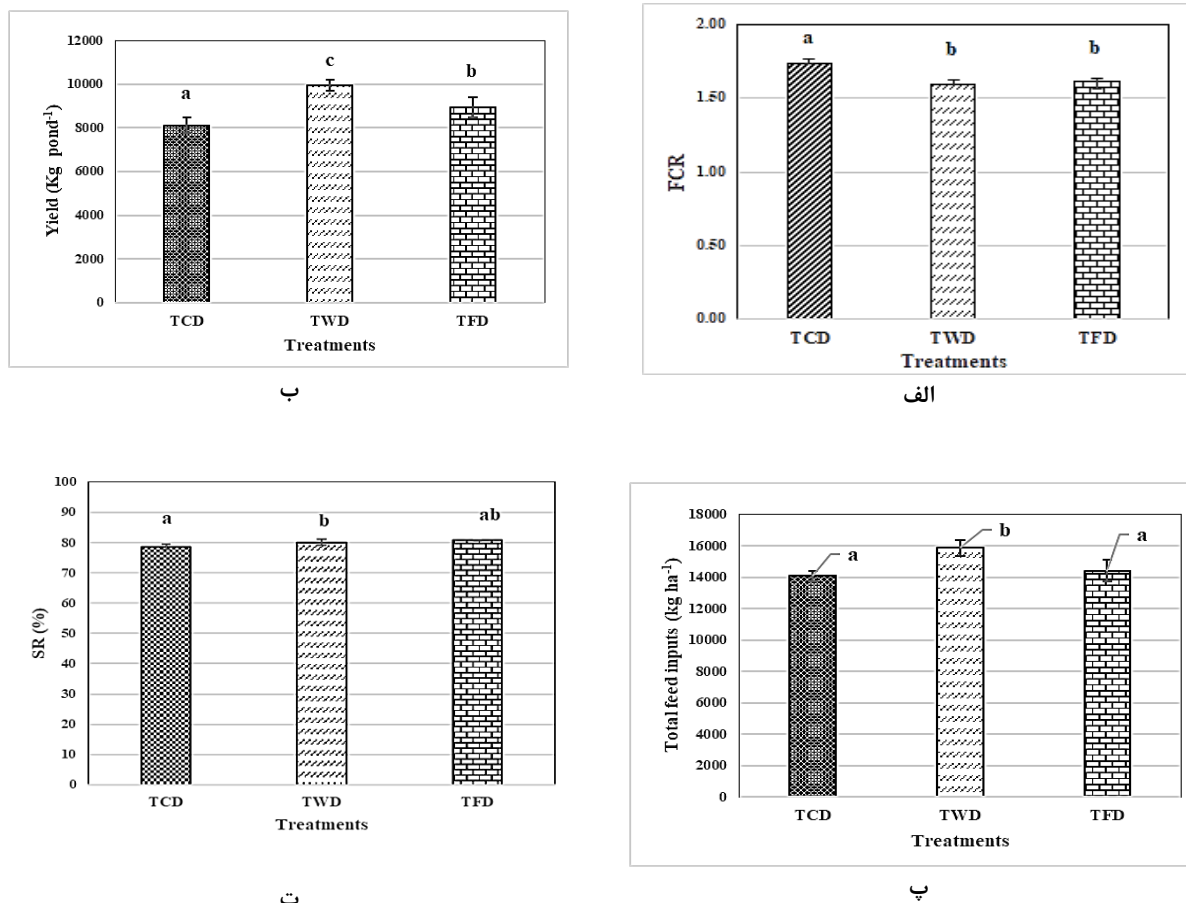 12000
10000
8000
6000
4000
2000
0
Yield (Kg pond-1)
a
c
b
TCD TWD TFD
Treatments
ب
2.00
1.50
1.00
0.50
0.00
FCR
a
b
b
TCD TWD TFD
Treatments
الف
100
90
80
70
60
50
40
30
20
10
0
SR (%)
a
b
ab
TCD TWD TFD
Treatments
ت
18000
16000
14000
12000
10000
8000
6000
4000
2000
0
Total feed inputs (kg ha-1)
a
b
a
TCD TWD TFD
Treatments
پ